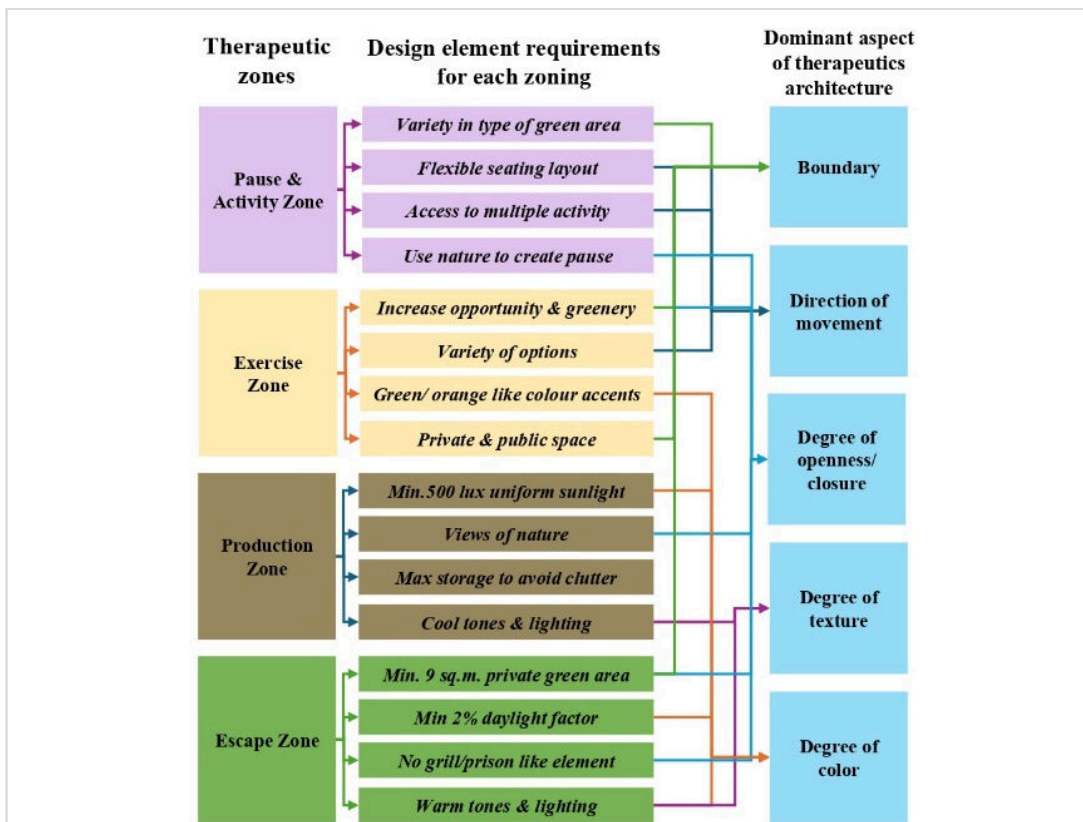 Therapeutic
zones
Design element requirements
for each zoning
Dominant aspect
of therapeutics
architecture
Pause &
Activity Zone
Variety in type of green area
Flexible seating layout
Access to multiple activity
Use nature to create pause
Exercise
Zone
Increase opportunity & greenery
Variety of options
Green/ orange like colour accents
Private & public space
Production
Zone
Min.500 lux uniform sunlight
Views of nature
Max storage to avoid clutter
Cool tones & lighting
Escape Zone
Min. 9 sq.m. private green area
Min 2% daylight factor
No grill/prison like element
Warm tones & lighting
Boundary
Direction of
movement
Degree of
openness/
closure
Degree of
texture
Degree of
color